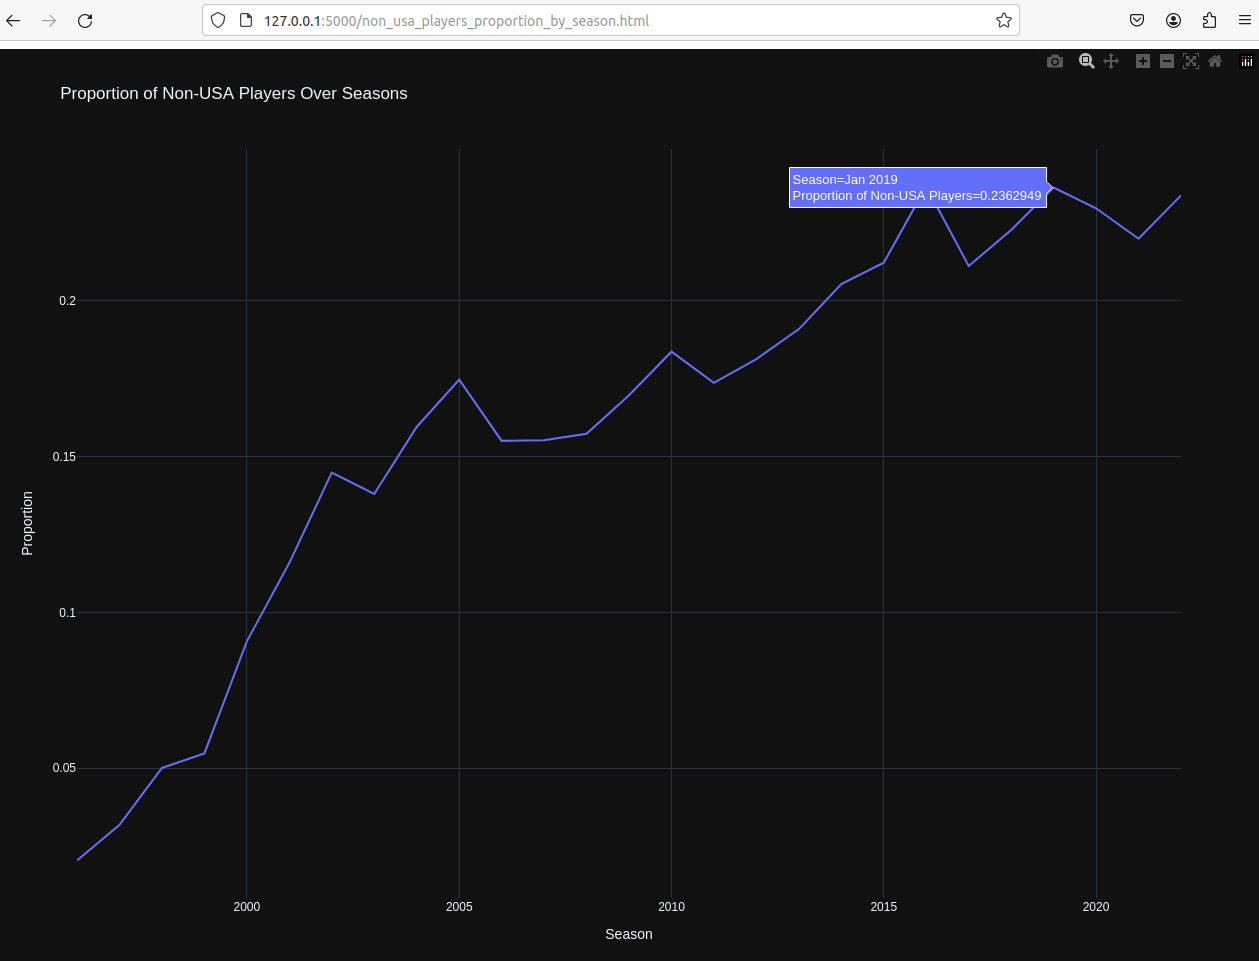 127.0.0.1:5000/non_usa_players_proportion_by_season.html
Proportion of Non-USA Players Over Seasons
Season=Jan 2019
Proportion of Non-USA Players=0.2362949
0.2
0.15
0.1
0.05
Proportion
2000
2005
2010
2015
2020
Season